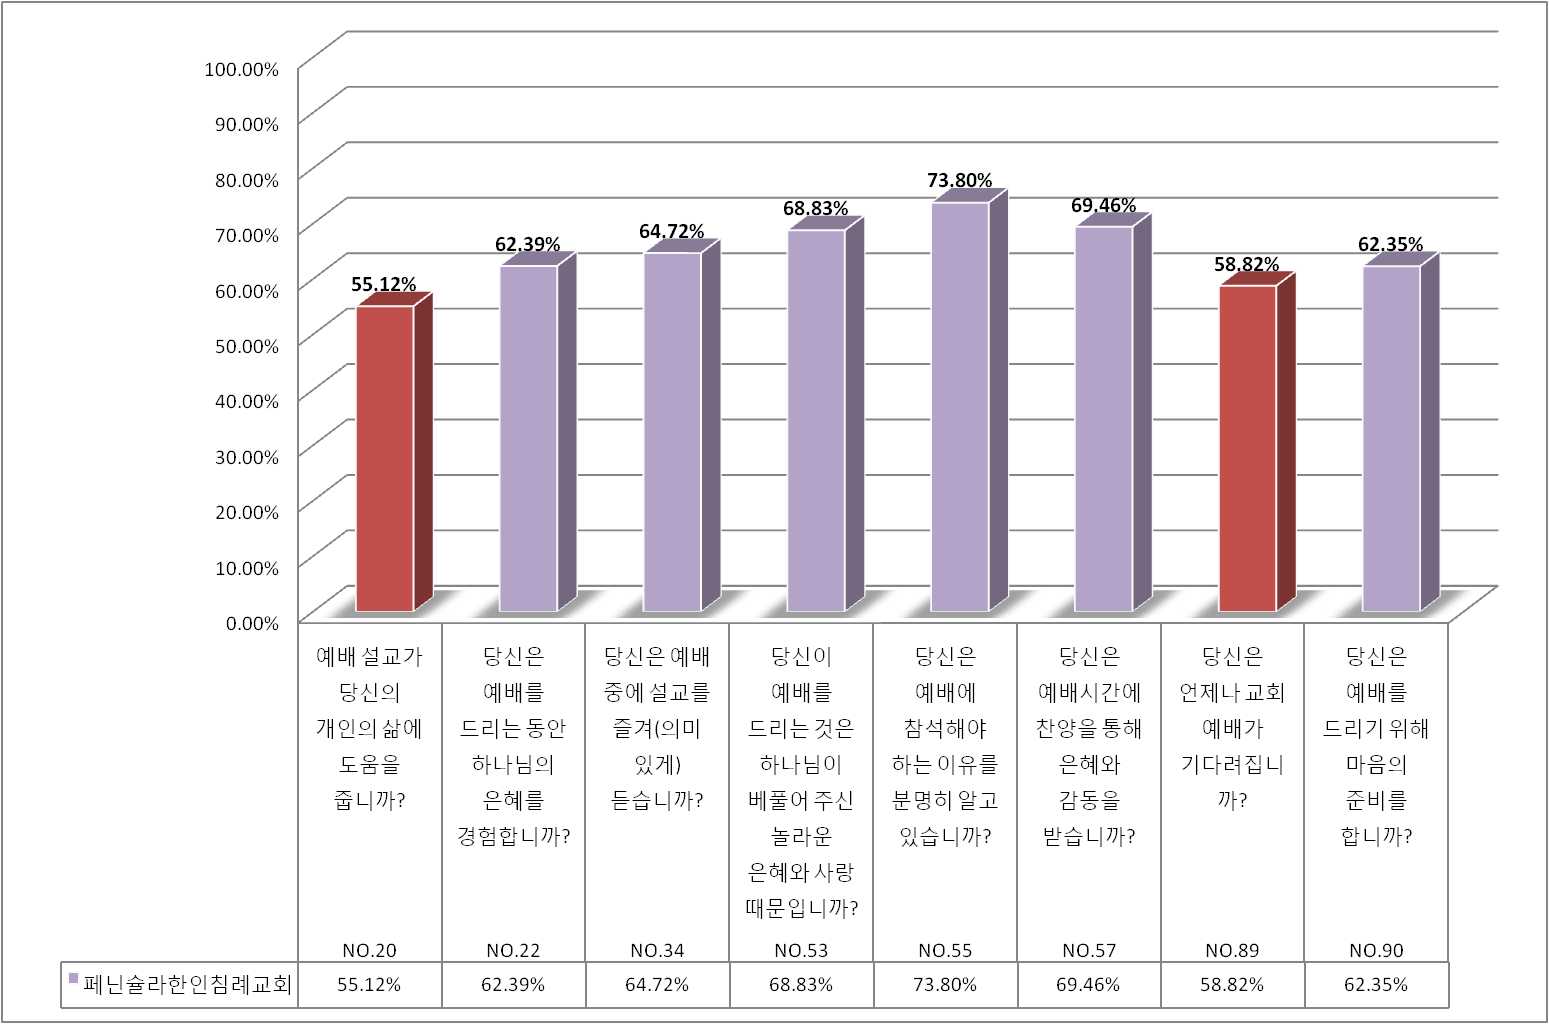 100.00%
90.00%
80.00%
70.00%
60.00%
50.00%
40.00%
30.00%
20.00%
10.00%
0.00%
55.12%
62.39%
64.72%
68.83%
73.80%
69.46%
58.82%
62.35%
예배 설교가
당신의
개인의 삶에
도움을
줍니까?
NO.20
당신은
예배를
드리는 동안
하나님의
은혜를
경험합니까?
NO.22
당신은 예배
중에 설교를
즐겨(의미
있게)
듣습니까?
NO.34
당신이
예배를
드리는 것은
하나님이
베풀어 주신
놀라운
은혜와 사랑
때문입니까?
NO.53
당신은
예배에
참석해야
하는 이유를
분명히 알고
있습니까?
NO.55
당신은
예배시간에
찬양을 통해
은혜와
감동을
받습니까?
NO.57
당신은
언제나 교회
예배가
기다려집니
까?
NO.89
당신은
예배를
드리기 위해
마음의
준비를
합니까?
NO.90
페닌슐라한인침례교회 55.12% 62.39% 64.72% 68.83% 73.80% 69.46% 58.82% 62.35%